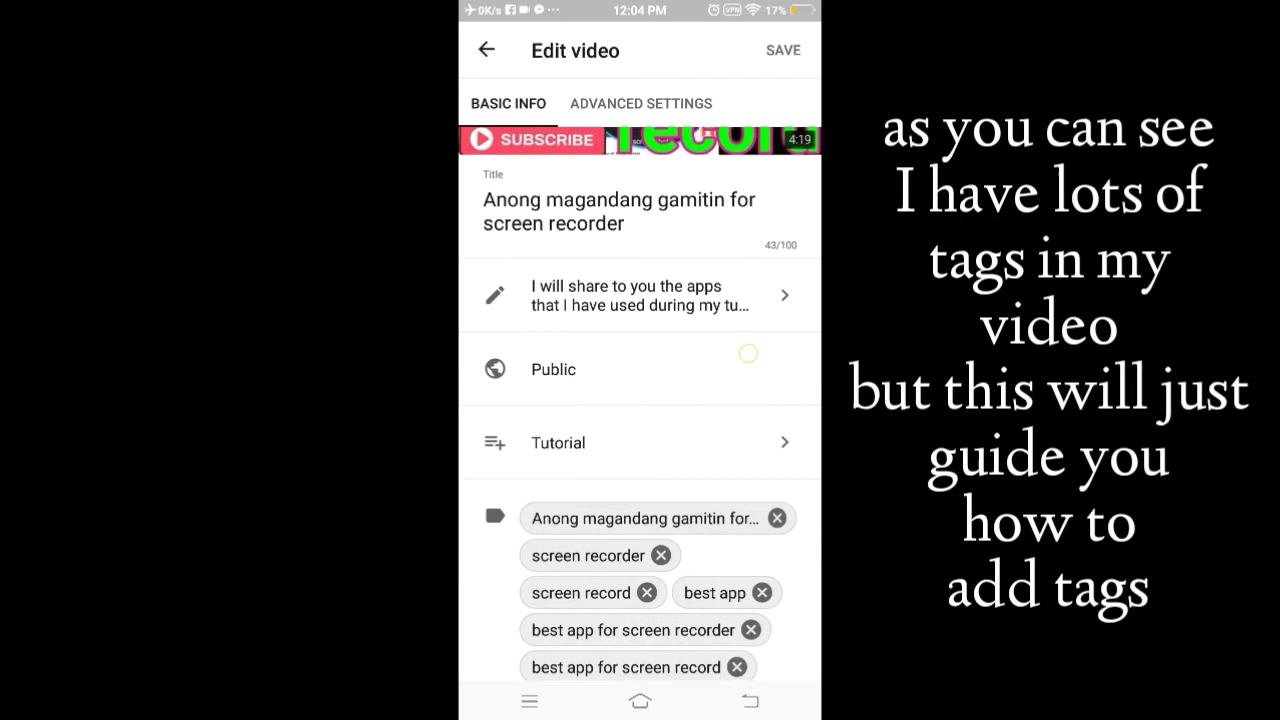 0K/s
12:04 PM
VPN
17%
Edit video
SAVE
BASIC INFO
ADVANCED SETTINGS
SUBSCRIBE
record
4:19
Title
Anong magandang gamitin for
screen recorder
43/100
I will share to you the apps
that I have used during my tu...
Public
Tutorial
Anong magandang gamitin for...
screen recorder
screen record
best app
best app for screen recorder
best app for screen record
as you can see
I have lots of
tags in my
video
but this will just
guide you
how to
add tags